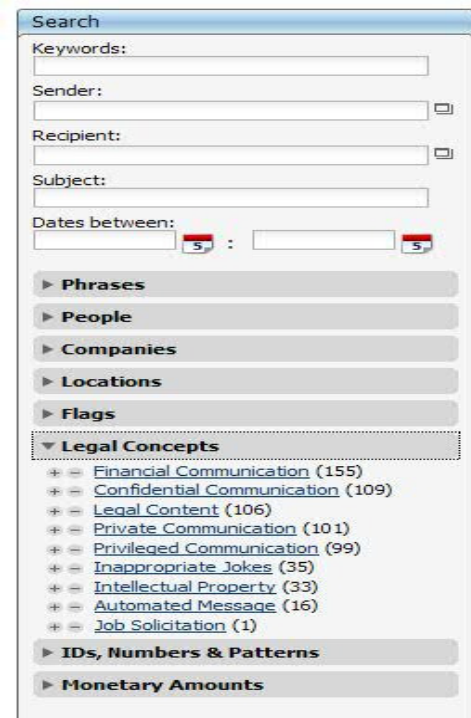 Search
Keywords:
Sender:
Recipient:
Subject:
Dates between:
5 : 5
Phrases
People
Companies
Locations
Flags
Legal Concepts
Financial Communication (155)
Confidential Communication (109)
Legal Content (106)
Private Communication (101)
Privileged Communication (99)
Inappropriate Jokes (35)
Intellectual Property (33)
Automated Message (16)
Job Solicitation (1)
IDs, Numbers & Patterns
Monetary Amounts